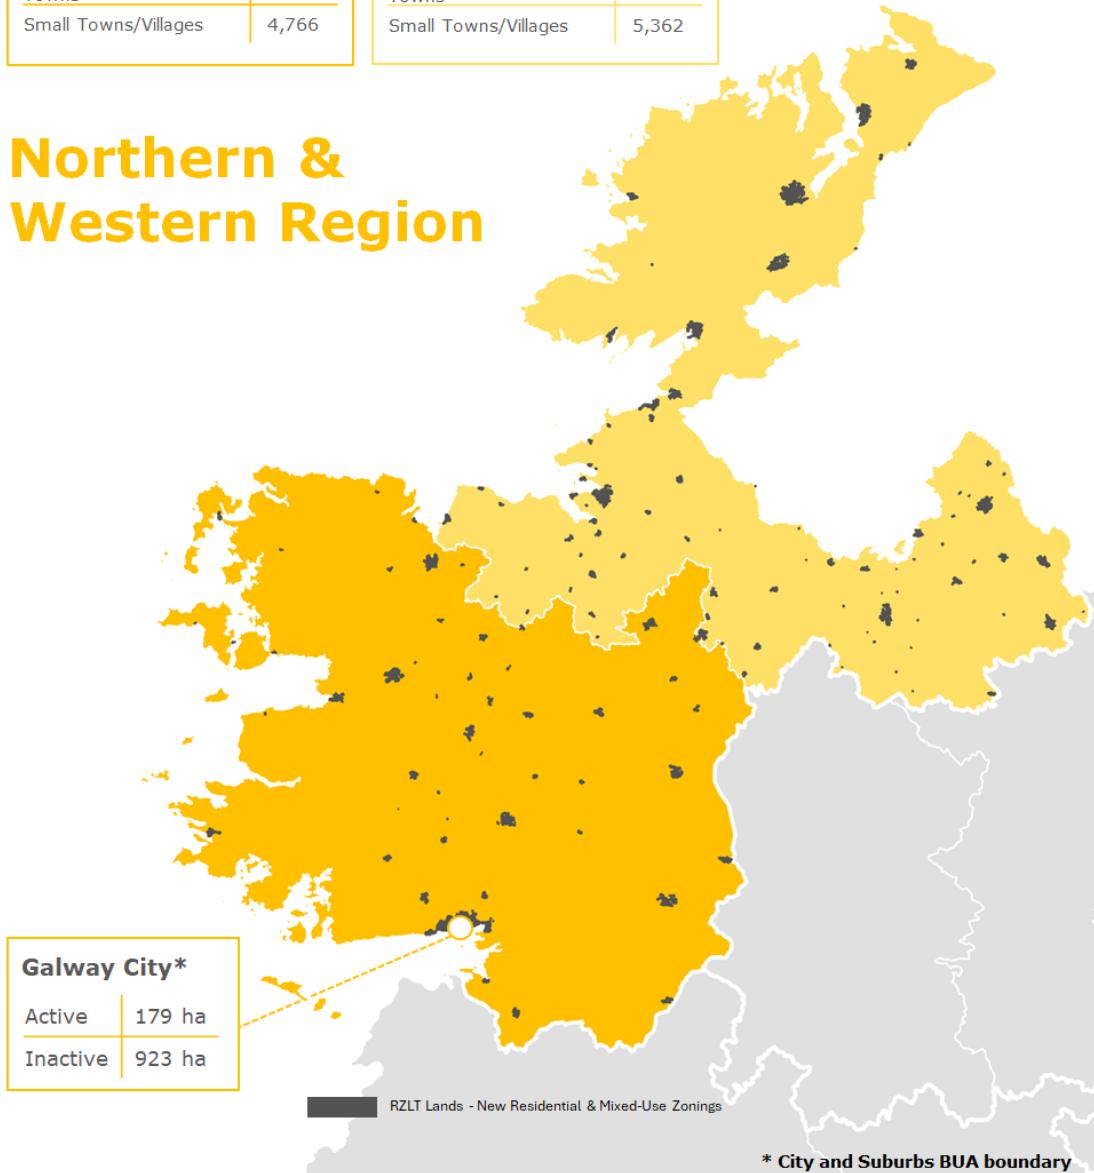 Small Towns/Villages 4,766
Small Towns/Villages 5,362
Northern &
Western Region
Galway City*
Active 179 ha
Inactive 923 ha
RZLT Lands - New Residential & Mixed-Use Zonings
* City and Suburbs BUA boundary